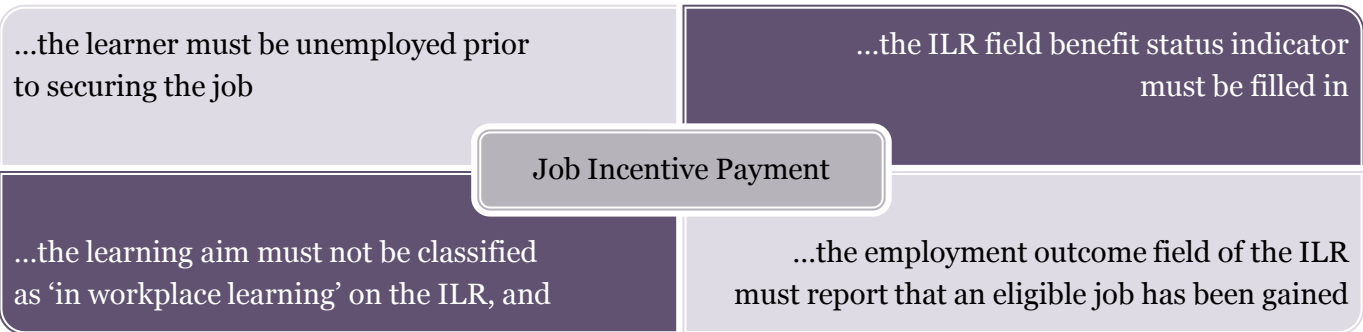 ...the learner must be unemployed prior
to securing the job
...the ILR field benefit status indicator
must be filled in
Job Incentive Payment
...the learning aim must not be classified
as ‘in workplace learning’ on the ILR, and
...the employment outcome field of the ILR
must report that an eligible job has been gained